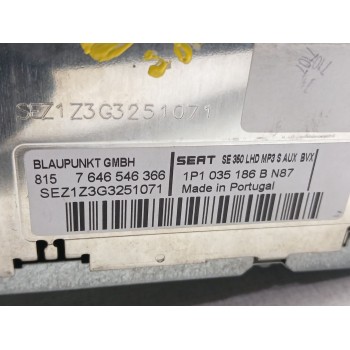 SEZ1Z3G3251071
BLAUPUNKT GMBH
815 7 646 546 366
SEZ1Z3G3251071
SEAT SE 360 LHD MP3 S AUX BVX
1P1 035 186 B N87
Made in Portugal